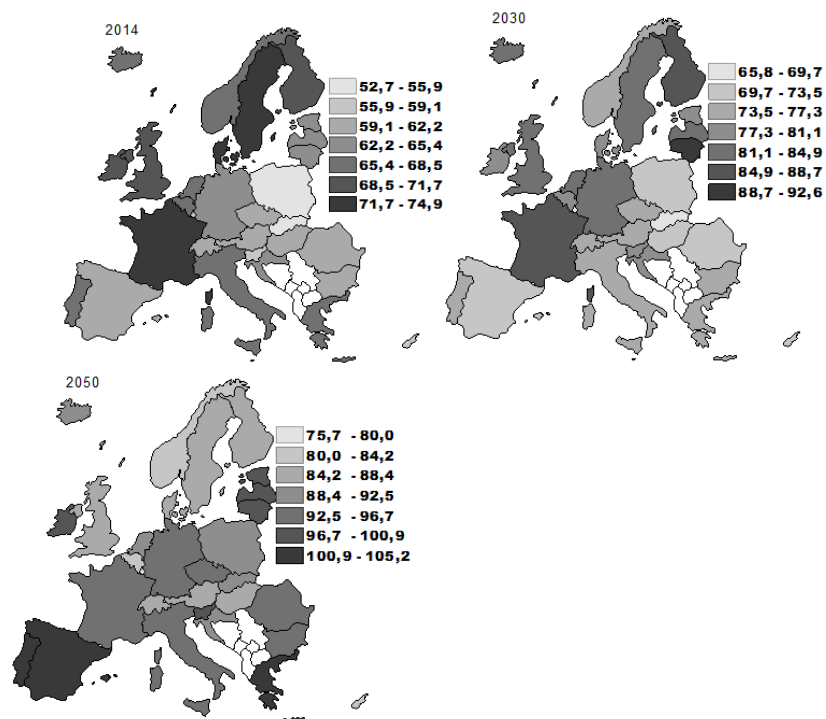 2014
52,7 - 55,9
55,9 - 59,1
59,1 - 62,2
62,2 - 65,4
65,4 - 68,5
68,5 - 71,7
71,7 - 74,9
2030
65,8 - 69,7
69,7 - 73,5
73,5 - 77,3
77,3 - 81,1
81,1 - 84,9
84,9 - 88,7
88,7 - 92,6
2050
75,7 - 80,0
80,0 - 84,2
84,2 - 88,4
88,4 - 92,5
92,5 - 96,7
96,7 - 100,9
100,9 - 105,2